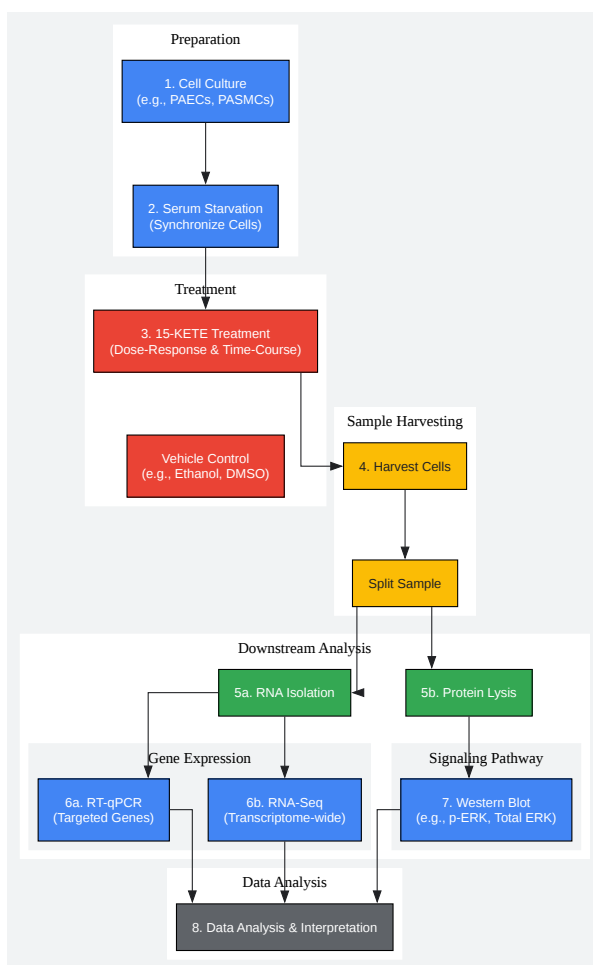 Preparation
1. Cell Culture
(e.g., PAECs, PASMCs)
2. Serum Starvation
(Synchronize Cells)
Treatment
3. 15-KETE Treatment
(Dose-Response & Time-Course)
Vehicle Control
(e.g., Ethanol, DMSO)
Sample Harvesting
4. Harvest Cells
Split Sample
Downstream Analysis
5a. RNA Isolation
5b. Protein Lysis
Gene Expression
6a. RT-qPCR
(Targeted Genes)
6b. RNA-Seq
(Transcriptome-wide)
Signaling Pathway
7. Western Blot
(e.g., p-ERK, Total ERK)
Data Analysis
8. Data Analysis & Interpretation